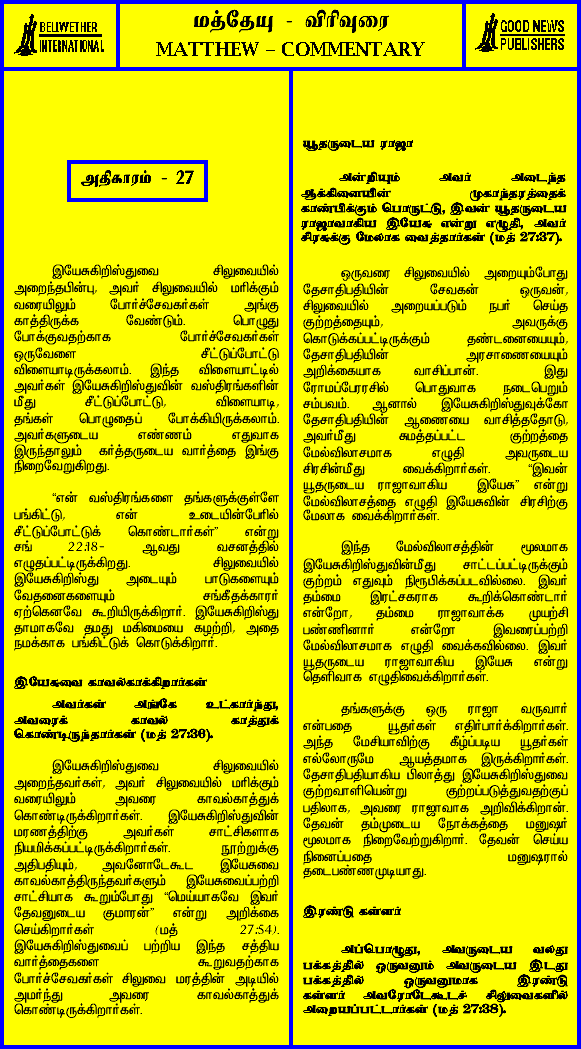 BELIWETHER
INTERNATIONAL
மத்தேயு - விரிவுரை
MATTHEW – COMMENTARY
GOOD NEWS
PUBLISHERS
அதிகாரம் - 27
இயேசுகிறிஸ்துவை சிலுவையில்
அறைந்தபின்பு, அவர் சிலுவையில் மரிக்கும்
வரையிலும் போர்ச்சேவகர்கள் அங்கு
காத்திருக்க வேண்டும். பொழுது
போக்குவதற்காக போர்ச்சேவகர்கள்
ஒருவேளை சீட்டுப்போட்டு
விளையாடிருக்கலாம். இந்த விளையாட்டில்
அவர்கள் இயேசுகிறிஸ்துவின் வஸ்திரங்களின்
மீது சீட்டுப்போட்டு, விளையாடி,
தங்கள் பொழுதைப் போக்கியிருக்கலாம்.
அவர்களுடைய எண்ணம் எதுவாக
இருந்தாலும் கர்த்தருடைய வார்த்தை இங்கு
நிறைவேறுகிறது.
“என் வஸ்திரங்களை தங்களுக்குள்ளே
பங்கிட்டு, என் உடையின்பேரில்
சீட்டுப்போட்டுக் கொண்டார்கள்” என்று
சங் 22:18- ஆவது வசனத்தில்
எழுதப்பட்டிருக்கிறது. சிலுவையில்
இயேசுகிறிஸ்து அடையும் பாடுகளையும்
வேதனைகளையும் சங்கீதக்காரர்
ஏற்கெனவே கூறியிருக்கிறார். இயேசுகிறிஸ்து
தாமாகவே தமது மகிமையை கழற்றி, அதை
நமக்காக பங்கிட்டுக் கொடுக்கிறார்.
இயேசுவை காவல்காக்கிறார்கள்
அவர்கள் அங்கே உட்கார்ந்து,
அவரைக் காவல் காத்துக்
கொண்டிருந்தார்கள் (மத் 27:36).
இயேசுகிறிஸ்துவை சிலுவையில்
அறைந்தவர்கள், அவர் சிலுவையில் மரிக்கும்
வரையிலும் அவரை காவல்காத்துக்
கொண்டிருக்கிறார்கள். இயேசுகிறிஸ்துவின்
மரணத்திற்கு அவர்கள் சாட்சிகளாக
நியமிக்கப்பட்டிருக்கிறார்கள். நூற்றுக்கு
அதிபதியும், அவனோடேகூட இயேசுவை
காவல்காத்திருந்தவர்களும் இயேசுவைப்பற்றி
சாட்சியாக கூறும்போது “மெய்யாகவே இவர்
தேவனுடைய குமாரன்” என்று அறிக்கை
செய்கிறார்கள் (மத் 27:54).
இயேசுகிறிஸ்துவைப் பற்றிய இந்த சத்திய
வார்த்தைகளை கூறுவதற்காக
போர்ச்சேவகர்கள் சிலுவை மரத்தின் அடியில்
அமர்ந்து அவரை காவல்காத்துக்
கொண்டிருக்கிறார்கள்.
யூதருடைய ராஜா
அன்றியும் அவர் அடைந்த
ஆக்கினையின் முகாந்தரத்தைக்
காண்பிக்கும் பொருட்டு, இவன் யூதருடைய
ராஜாவாகிய இயேசு என்று எழுதி, அவர்
சிரசுக்கு மேலாக வைத்தார்கள் (மத் 27:37).
ஒருவரை சிலுவையில் அறையும்போது
தேசாதிபதியின் சேவகன் ஒருவன்,
சிலுவையில் அறையப்படும் நபர் செய்த
குற்றத்தையும், அவருக்கு
கொடுக்கப்பட்டிருக்கும் தண்டனையையும்,
தேசாதிபதியின் அரசாணையையும்
அறிக்கையாக வாசிப்பான். இது
ரோமப்பேரரசில் பொதுவாக நடைபெறும்
சம்பவம். ஆனால் இயேசுகிறிஸ்துவுக்கோ
தேசாதிபதியின் ஆணையை வாசித்ததோடு,
அவர்மீது சுமத்தப்பட்ட குற்றத்தை
மேல்விலாசமாக எழுதி அவருடைய
சிரசின்மீது வைக்கிறார்கள். “இவன்
யூதருடைய ராஜாவாகிய இயேசு” என்று
மேல்விலாசத்தை எழுதி இயேசுவின் சிரசிற்கு
மேலாக வைக்கிறார்கள்.
இந்த மேல்விலாசத்தின் மூலமாக
இயேசுகிறிஸ்துவின்மீது சாட்டப்பட்டிருக்கும்
குற்றம் எதுவும் நிரூபிக்கப்படவில்லை. இவர்
தம்மை இரட்சகராக கூறிக்கொண்டார்
என்றோ, தம்மை ராஜாவாக்க முயற்சி
பண்ணினார் என்றோ இவரைப்பற்றி
மேல்விலாசமாக எழுதி வைக்கவில்லை. இவர்
யூதருடைய ராஜாவாகிய இயேசு என்று
தெளிவாக எழுதிவைக்கிறார்கள்.
தங்களுக்கு ஒரு ராஜா வருவார்
என்பதை யூதர்கள் எதிர்பார்க்கிறார்கள்.
அந்த மேசியாவிற்கு கீழ்ப்படிய யூதர்கள்
எல்லோருமே ஆயத்தமாக இருக்கிறார்கள்.
தேசாதிபதியாகிய பிலாத்து இயேசுகிறிஸ்துவை
குற்றவாளியென்று குற்றப்படுத்துவதற்குப்
பதிலாக, அவரை ராஜாவாக அறிவிக்கிறான்.
தேவன் தம்முடைய நோக்கத்தை மனுஷர்
மூலமாக நிறைவேற்றுகிறார். தேவன் செய்ய
நினைப்பதை மனுஷரால்
தடைபண்ணமுடியாது.
இரண்டு கள்ளர்
அப்பொழுது, அவருடைய வலது
பக்கத்தில் ஒருவனும் அவருடைய இடது
பக்கத்தில் ஒருவனுமாக இரண்டு
கள்ளர் அவரோடேகூடச் சிலுவைகளில்
அறையப்பட்டார்கள் (மத் 27:38).